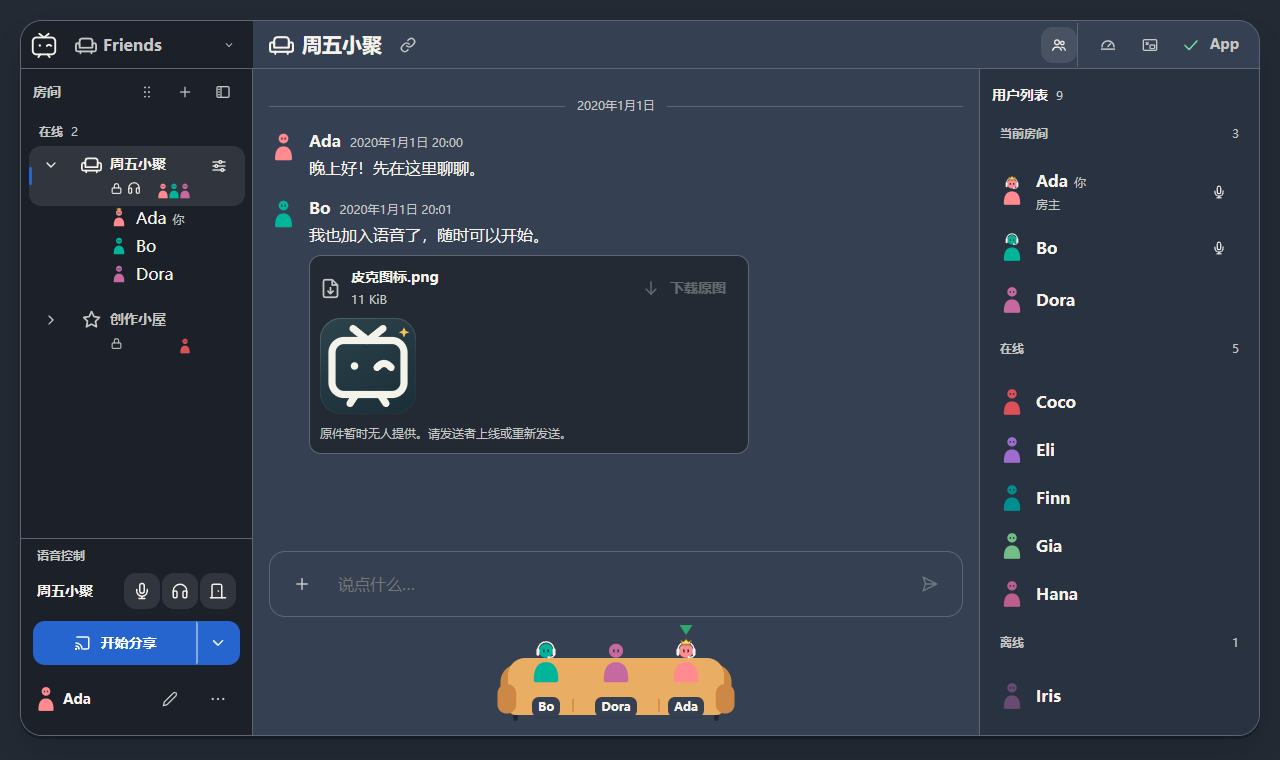 Friends
周五小聚
App
房间
在线 2
周五小聚
Ada 你
Bo
Dora
创作小屋
语音控制
周五小聚
开始分享
Ada
2020年1月1日
Ada 2020年1月1日 20:00
晚上好！先在这里聊聊。
Bo 2020年1月1日 20:01
我也加入语音了，随时可以开始。
皮克图标.png
11 KiB
下载原图
原件暂时无人提供。请发送者上线或重新发送。
说点什么...
Bo
Dora
Ada
用户列表 9
当前房间 3
Ada 你
房主
Bo
Dora
在线 5
Coco
Eli
Finn
Gia
Hana
离线 1
Iris